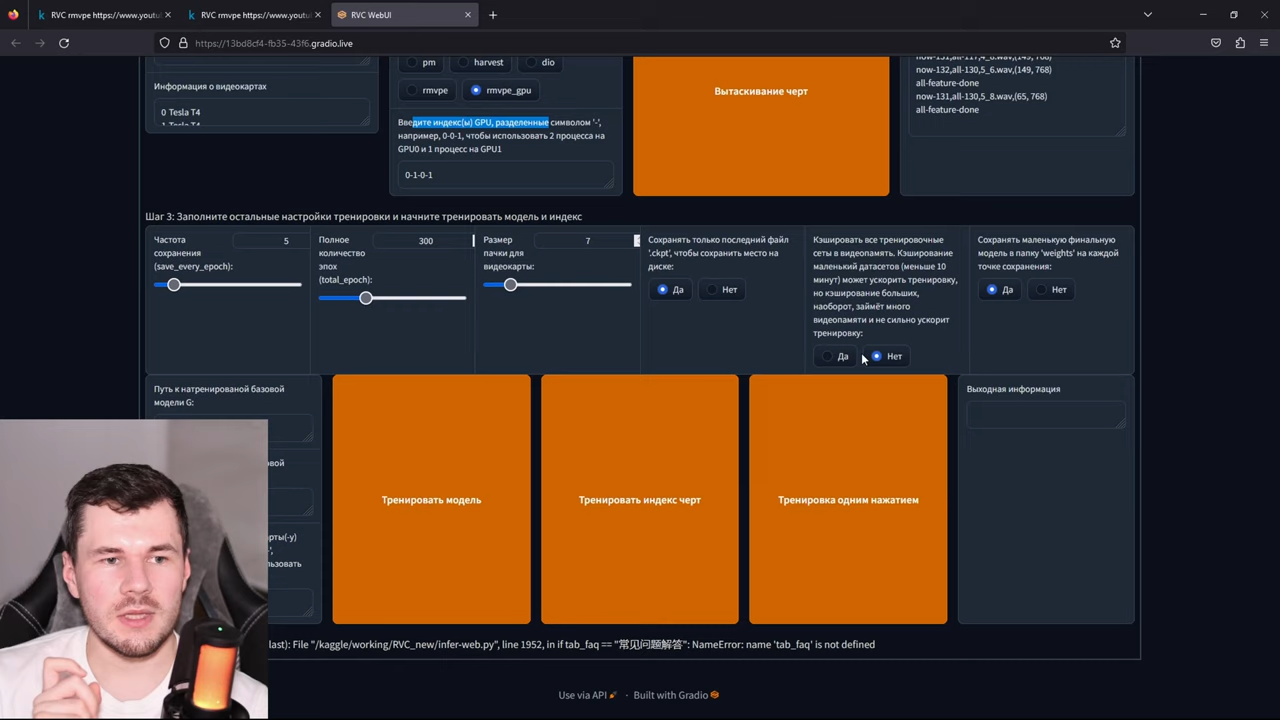 RVC rmvpe https://www.youtu
RVC rmvpe https://www.youtu
RVC WebUI
https://13bd8cf4-fb35-43f6.gradio.live
Информация о видеокартах
0 Tesla T4
1 Tesla T4
pm
harvest
dio
rmvpe
rmvpe_gpu
Введите индекс(ы) GPU, разделенные символом '-',
например, 0-0-1, чтобы использовать 2 процесса на
GPU0 и 1 процесс на GPU1
0-1-0-1
Вытаскивание черт
now-132,all-130,5_6.wav,(149, 768)
all-feature-done
now-131,all-130,5_8.wav,(65, 768)
all-feature-done
Шаг 3: Заполните остальные настройки тренировки и начните тренировать модель и индекс
Частота
сохранения
(save_every_epoch):
5
Полное
количество
эпох
(total_epoch):
300
Размер
пачки для
видеокарты:
7
Сохранять только последний файл
'.ckpt', чтобы сохранить место на
диске:
Да
Нет
Кэшировать все тренировочные
сеты в видеопамять. Кэширование
маленький датасетов (меньше 10
минут) может ускорить тренировку,
но кэширование больших,
наоборот, займёт много
видеопамяти и не сильно ускорит
тренировку:
Да
Нет
Сохранять маленькую финальную
модель в папку 'weights' на каждой
точке сохранения:
Да
Нет
Путь к натренированой базовой
модели G:
Тренировать модель
Тренировать индекс черт
Тренировка одним нажатием
Выходная информация
last): File "/kaggle/working/RVC_new/infer-web.py", line 1952, in if tab_faq == "常见问题解答": NameError: name 'tab_faq' is not defined
Use via API · Built with Gradio